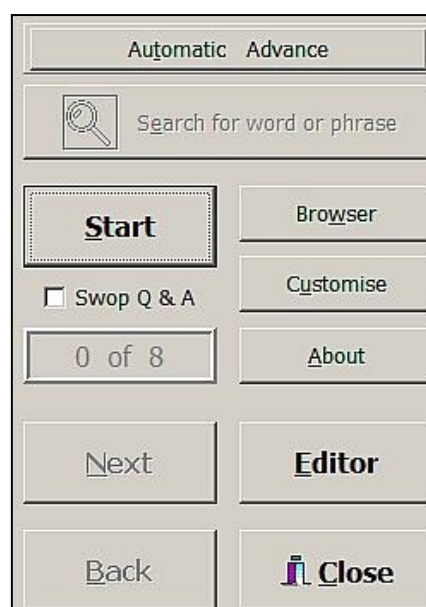 Automatic Advance
Search for word or phrase
Start
Browser
Swop Q & A
Customise
0 of 8
About
Next
Editor
Back
Close